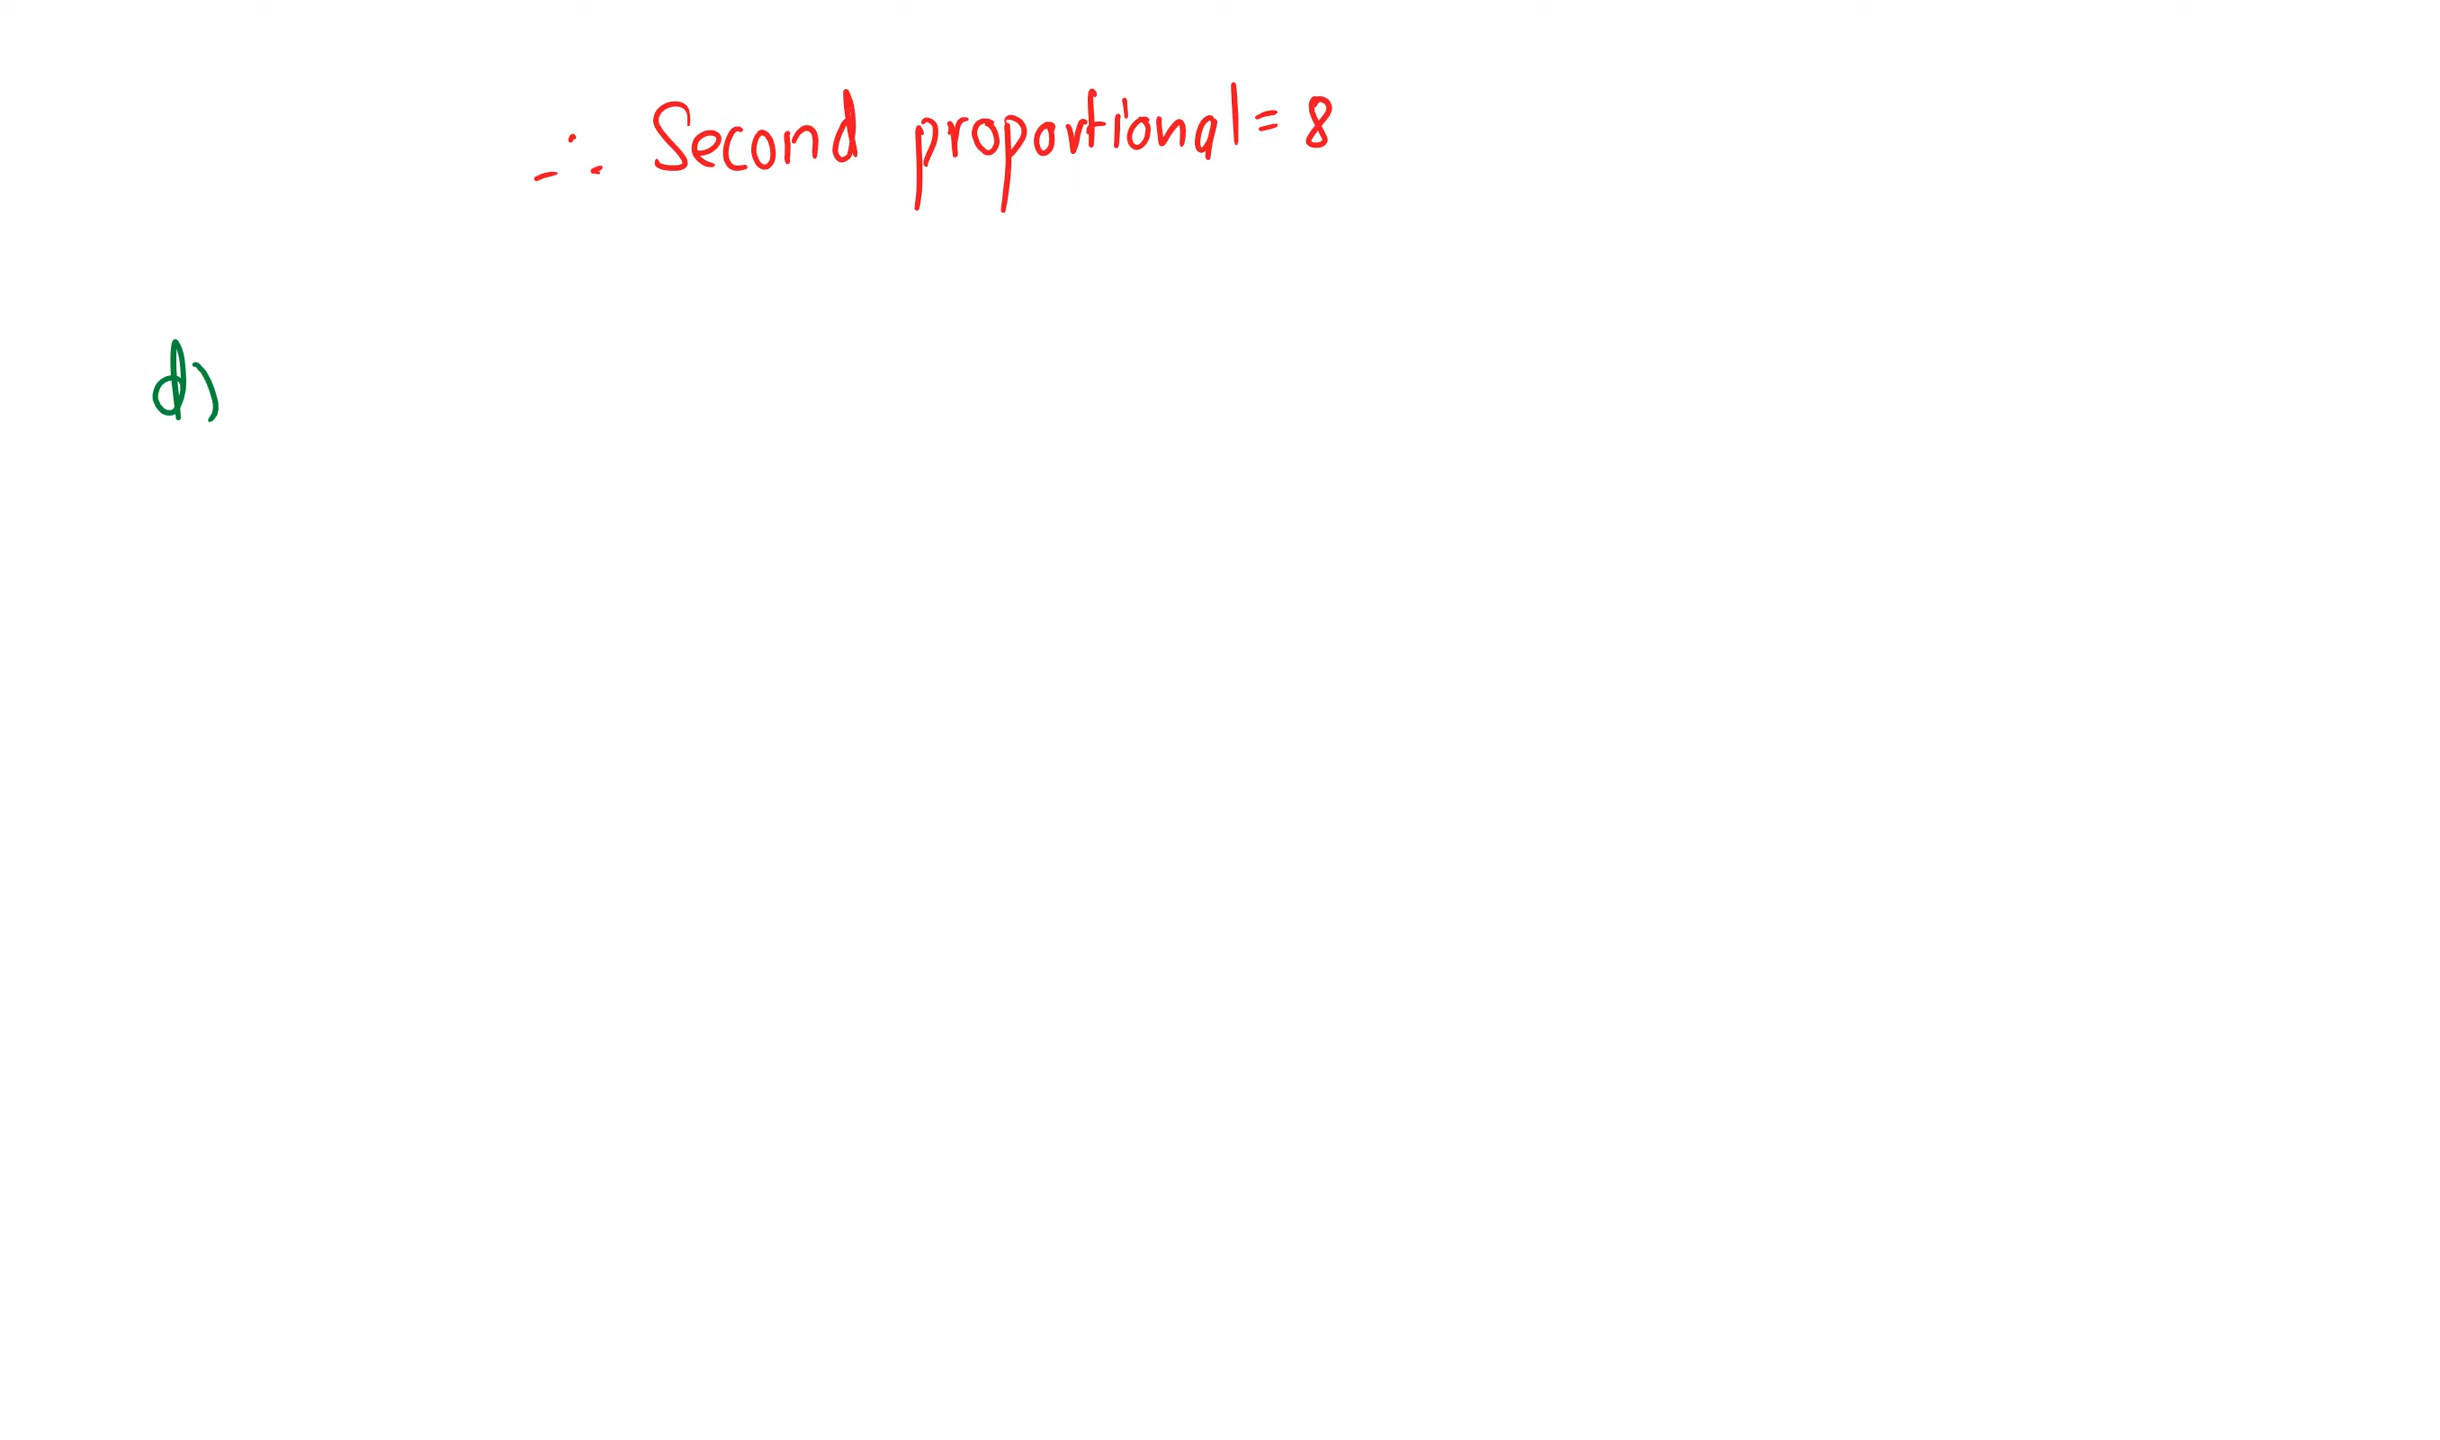 ∴ Second proportional = 8
d)